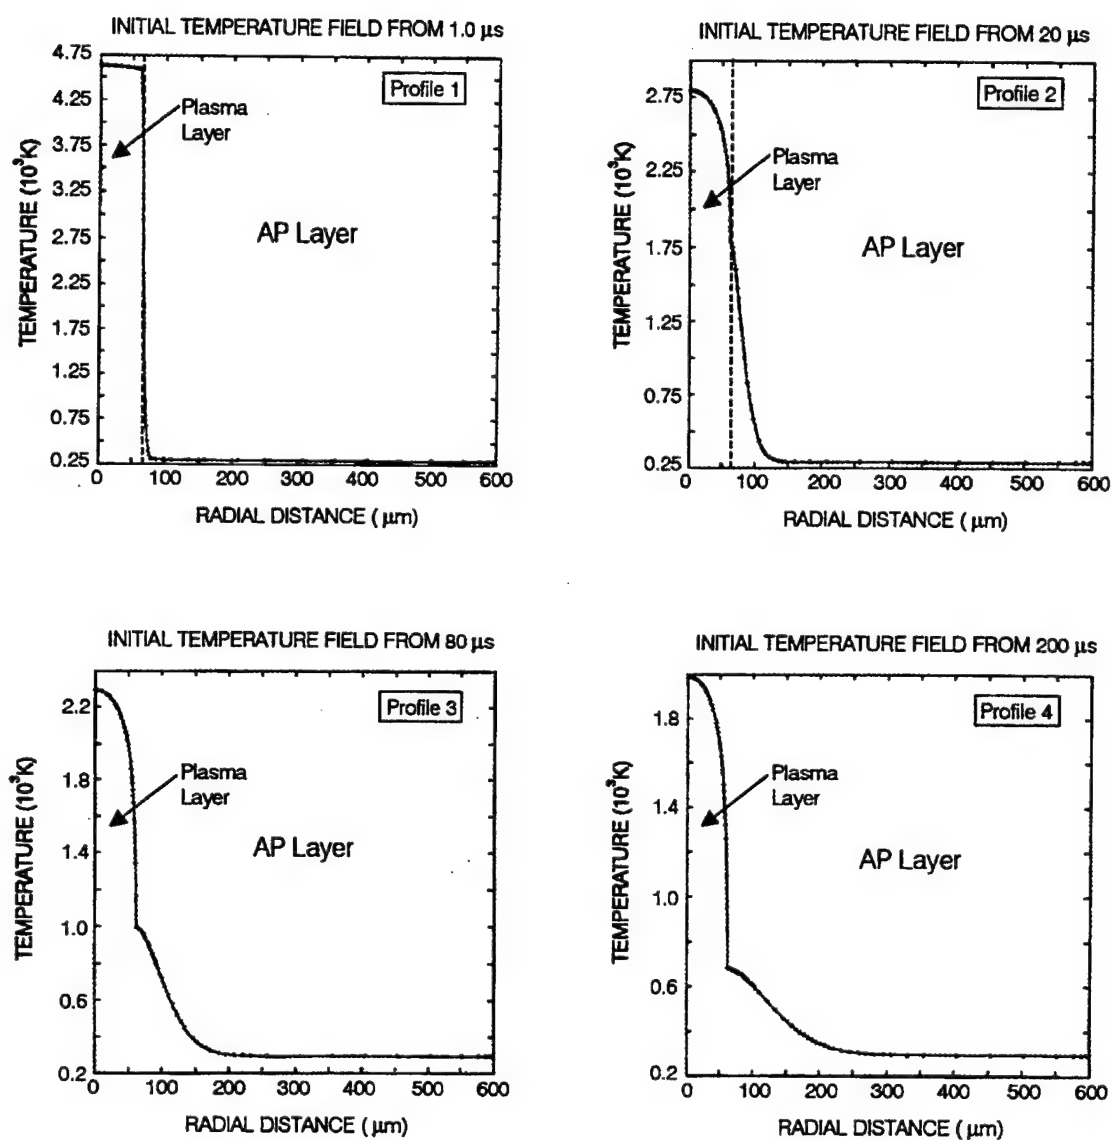 INITIAL TEMPERATURE FIELD FROM 1.0 µs
4.75
4.25
3.75
3.25
2.75
2.25
1.75
1.25
0.75
0.25
TEMPERATURE (10³K)
Profile 1
Plasma
Layer
AP Layer
0 100 200 300 400 500 600
RADIAL DISTANCE ( µm)
INITIAL TEMPERATURE FIELD FROM 20 µs
2.75
2.25
1.75
1.25
0.75
0.25
TEMPERATURE (10³K)
Profile 2
Plasma
Layer
AP Layer
0 100 200 300 400 500 600
RADIAL DISTANCE ( µm)
INITIAL TEMPERATURE FIELD FROM 80 µs
2.2
1.8
1.4
1.0
0.6
0.2
TEMPERATURE (10³K)
Profile 3
Plasma
Layer
AP Layer
0 100 200 300 400 500 600
RADIAL DISTANCE ( µm)
INITIAL TEMPERATURE FIELD FROM 200 µs
1.8
1.4
1.0
0.6
0.2
TEMPERATURE (10³K)
Profile 4
Plasma
Layer
AP Layer
0 100 200 300 400 500 600
RADIAL DISTANCE ( µm)